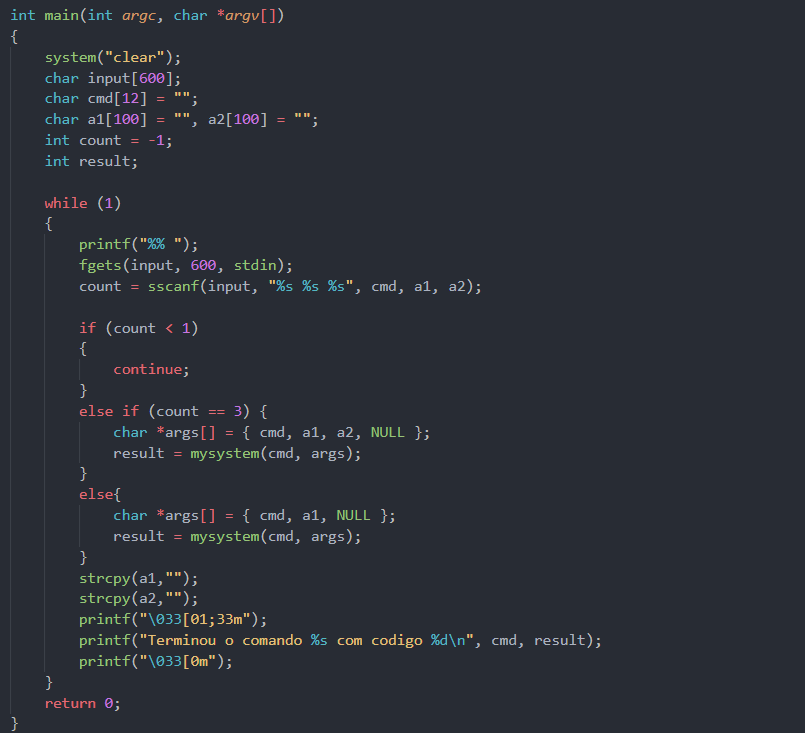 int main(int argc, char *argv[])
{
    system("clear");
    char input[600];
    char cmd[12] = "";
    char a1[100] = "", a2[100] = "";
    int count = -1;
    int result;

    while (1)
    {
        printf("%% ");
        fgets(input, 600, stdin);
        count = sscanf(input, "%s %s %s", cmd, a1, a2);

        if (count < 1)
        {
            continue;
        }
        else if (count == 3) {
            char *args[] = { cmd, a1, a2, NULL };
            result = mysystem(cmd, args);
        }
        else{
            char *args[] = { cmd, a1, NULL };
            result = mysystem(cmd, args);
        }
        strcpy(a1,"");
        strcpy(a2,"");
        printf("\033[01;33m");
        printf("Terminou o comando %s com codigo %d\n", cmd, result);
        printf("\033[0m");
    }
    return 0;
}